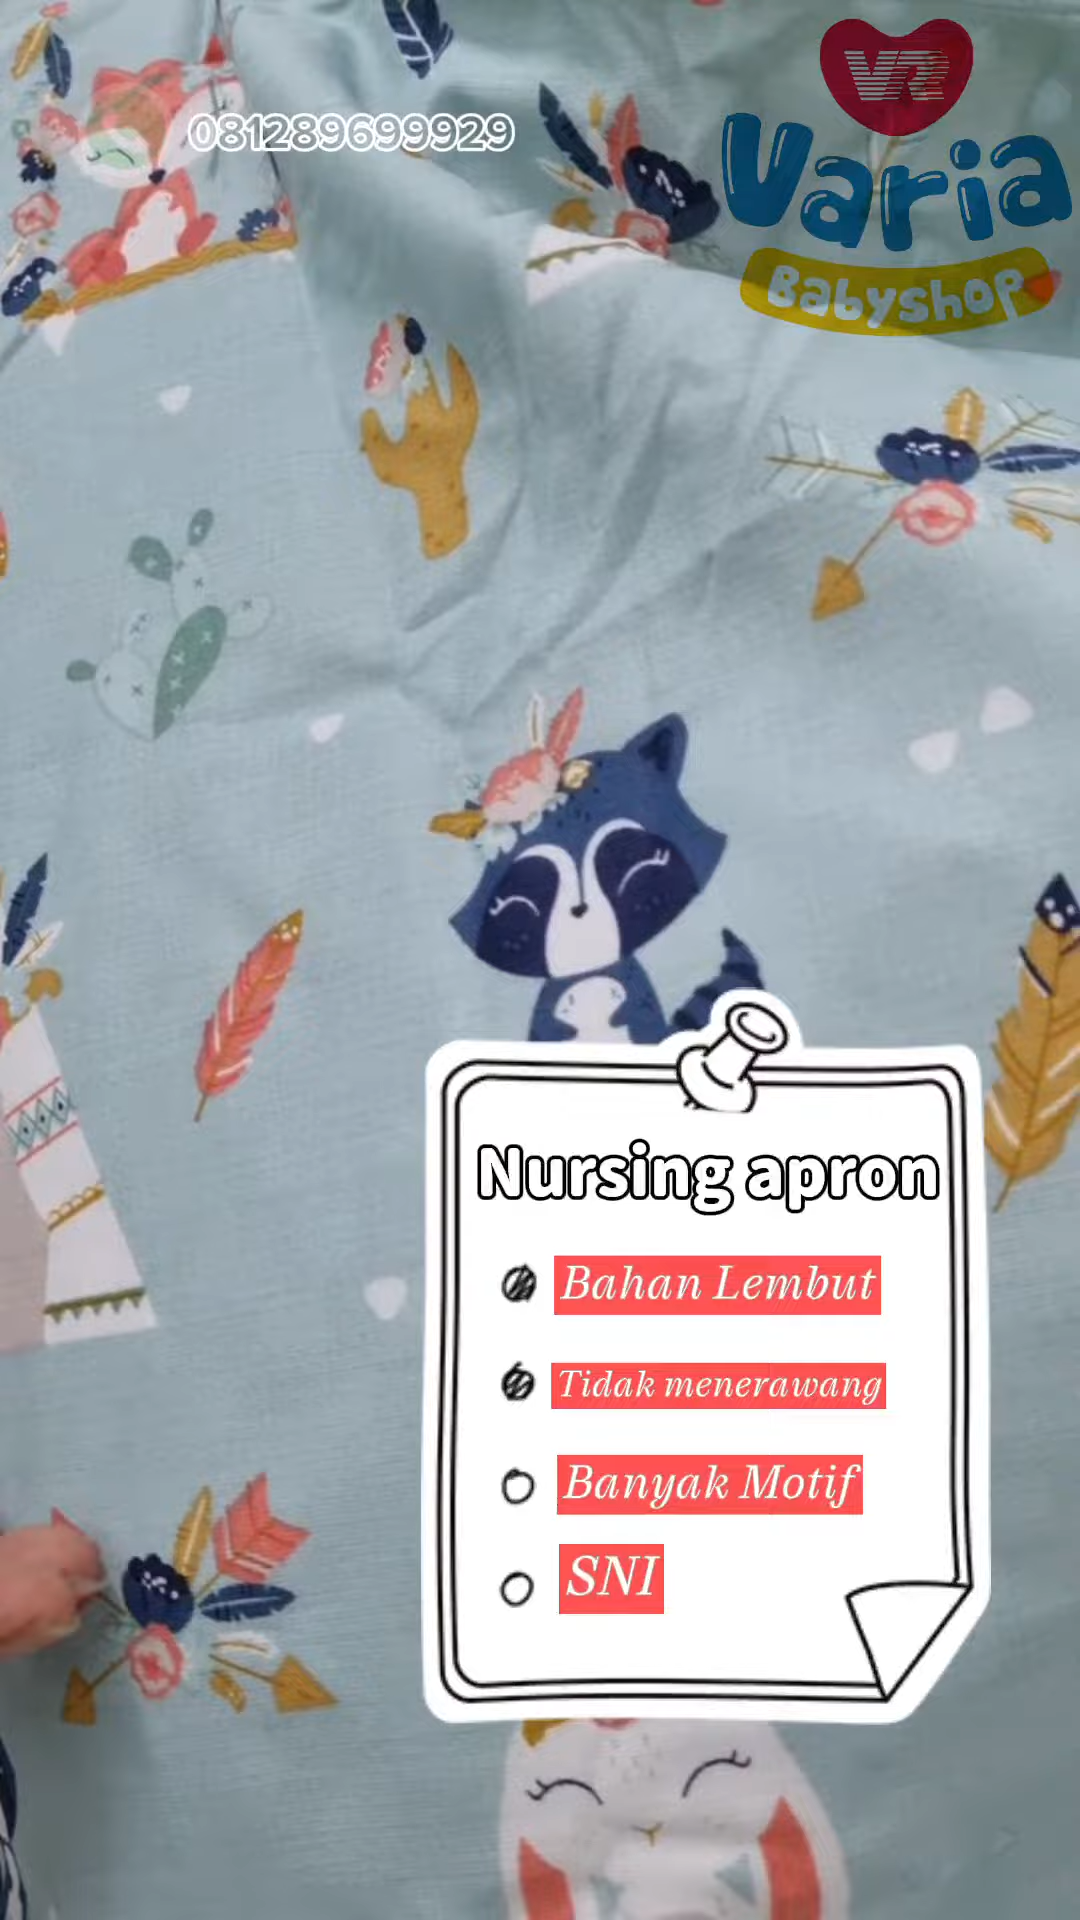 081289699929
VR
Varia
Babyshop
Nursing apron
Bahan Lembut
Tidak menerawang
Banyak Motif
SNI